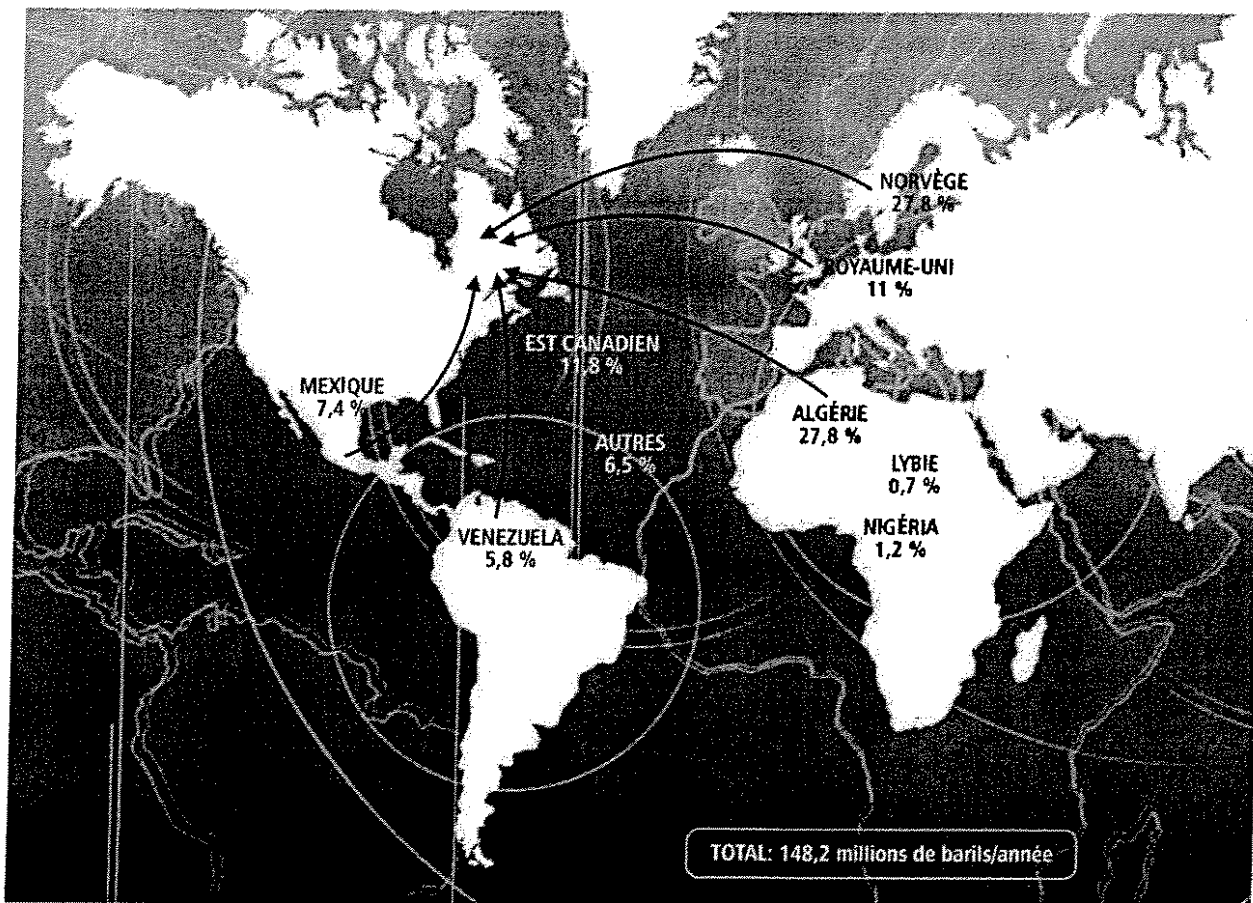 NORVÈGE
27,8 %
ROYAUME-UNI
11 %
EST CANADIEN
11,8 %
MEXIQUE
7,4 %
ALGÉRIE
27,8 %
AUTRES
6,5 %
LYBIE
0,7 %
NIGÉRIA
1,2 %
VENEZUELA
5,8 %
TOTAL: 148,2 millions de barils/année